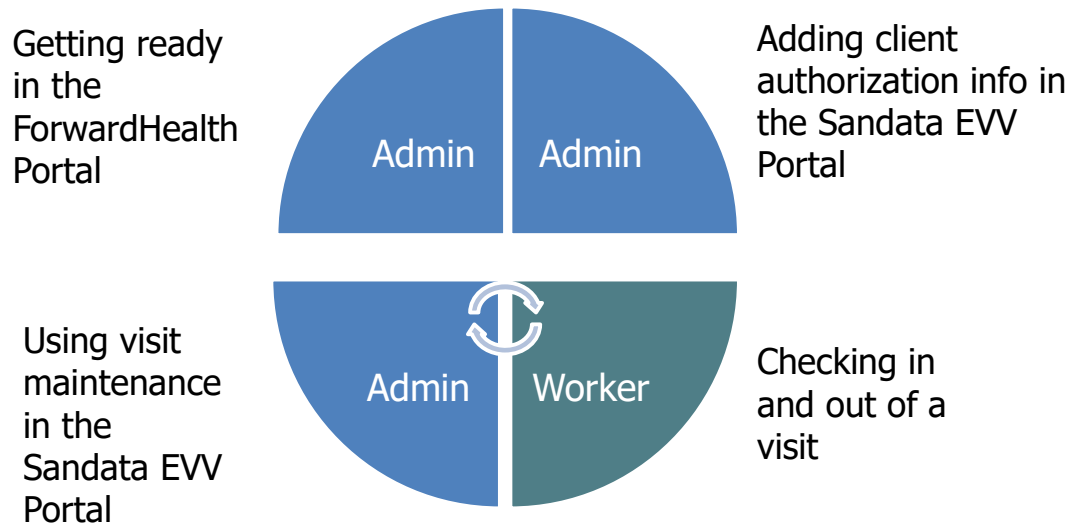 Getting ready
in the
ForwardHealth
Portal
Admin
Admin
Adding client
authorization info in
the Sandata EVV
Portal
Using visit
maintenance
in the
Sandata EVV
Portal
Admin
Worker
Checking in
and out of a
visit